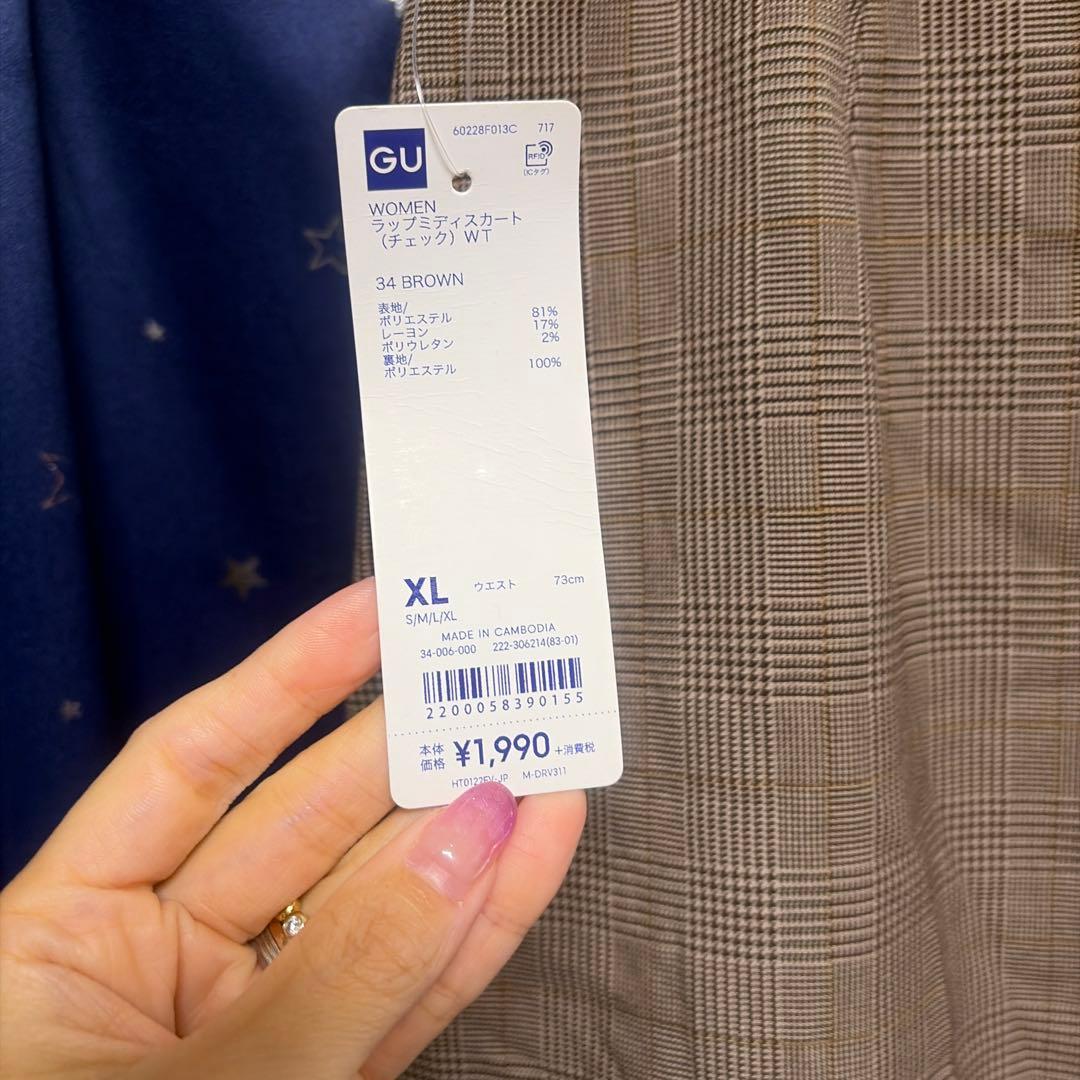 60228F013C 717
GU
RFID
(ICタグ)
WOMEN
ラップミディスカート
(チェック) WT
34 BROWN
表地/
ポリエステル 81%
レーヨン 17%
ポリウレタン 2%
裏地/
ポリエステル 100%
XL ウエスト 73cm
S/M/L/XL
MADE IN CAMBODIA
34-006-000 222-306214(83-01)
2200058390155
本体価格 ¥1,990 +消費税
HT0122FV-JP M-DRV311